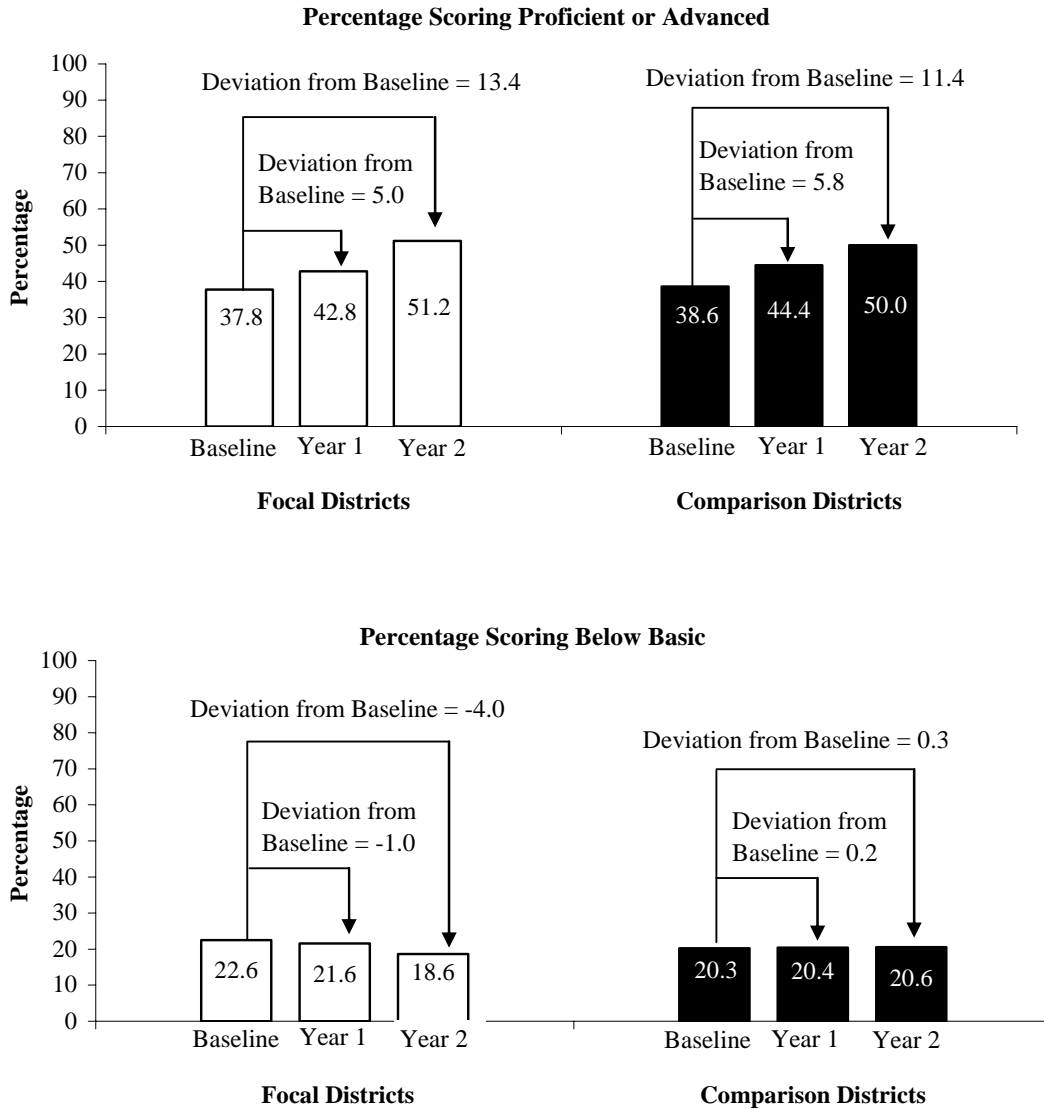 Percentage Scoring Proficient or Advanced
100
90
80
70
60
50
40
30
20
10
0
Percentage
Deviation from Baseline = 13.4
Deviation from
Baseline = 5.0
37.8
42.8
51.2
Baseline
Year 1
Year 2
Focal Districts
Deviation from Baseline = 11.4
Deviation from
Baseline = 5.8
38.6
44.4
50.0
Baseline
Year 1
Year 2
Comparison Districts
Percentage Scoring Below Basic
100
90
80
70
60
50
40
30
20
10
0
Percentage
Deviation from Baseline = -4.0
Deviation from
Baseline = -1.0
22.6
21.6
18.6
Baseline
Year 1
Year 2
Focal Districts
Deviation from Baseline = 0.3
Deviation from
Baseline = 0.2
20.3
20.4
20.6
Baseline
Year 1
Year 2
Comparison Districts